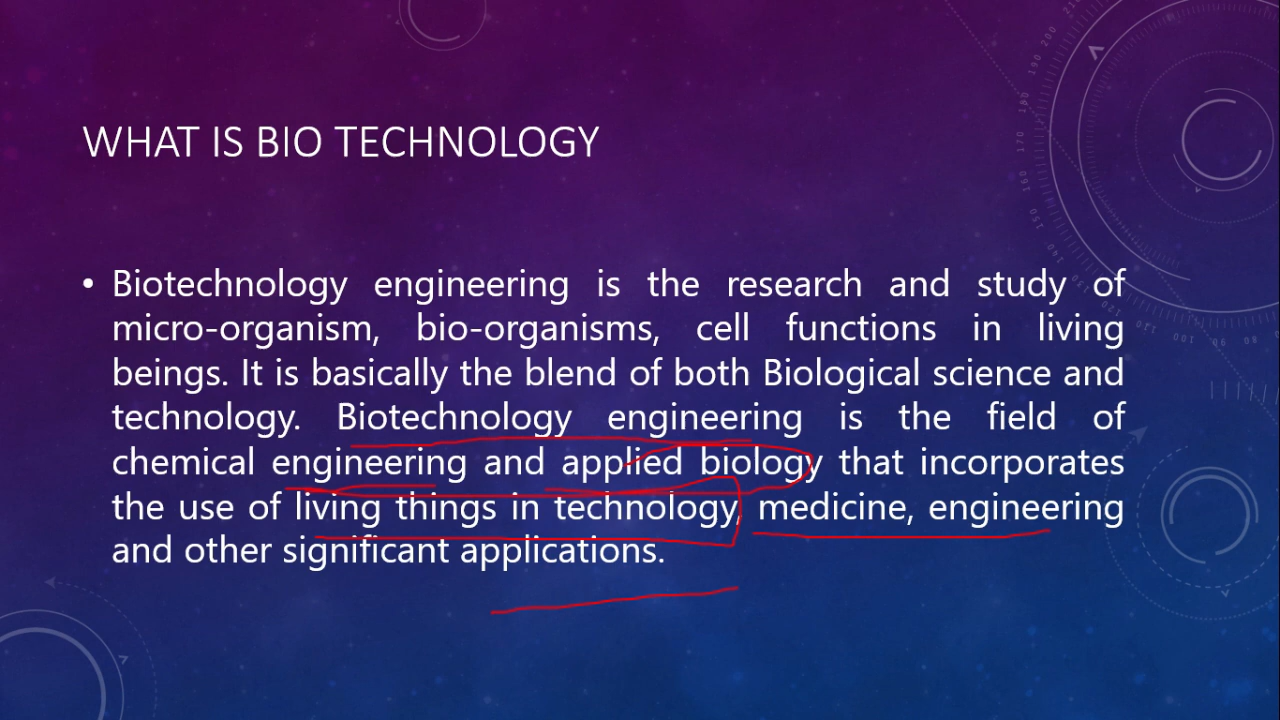 WHAT IS BIO TECHNOLOGY
• Biotechnology engineering is the research and study of
micro-organism, bio-organisms, cell functions in living
beings. It is basically the blend of both Biological science and
technology. Biotechnology engineering is the field of
chemical engineering and applied biology that incorporates
the use of living things in technology, medicine, engineering
and other significant applications.